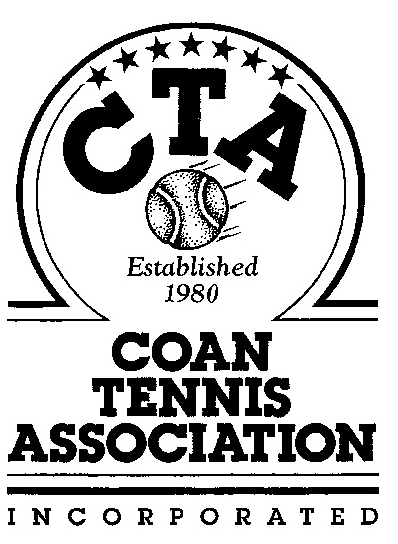 CTA
Established
1980
COAN
TENNIS
ASSOCIATION
INCORPORATED